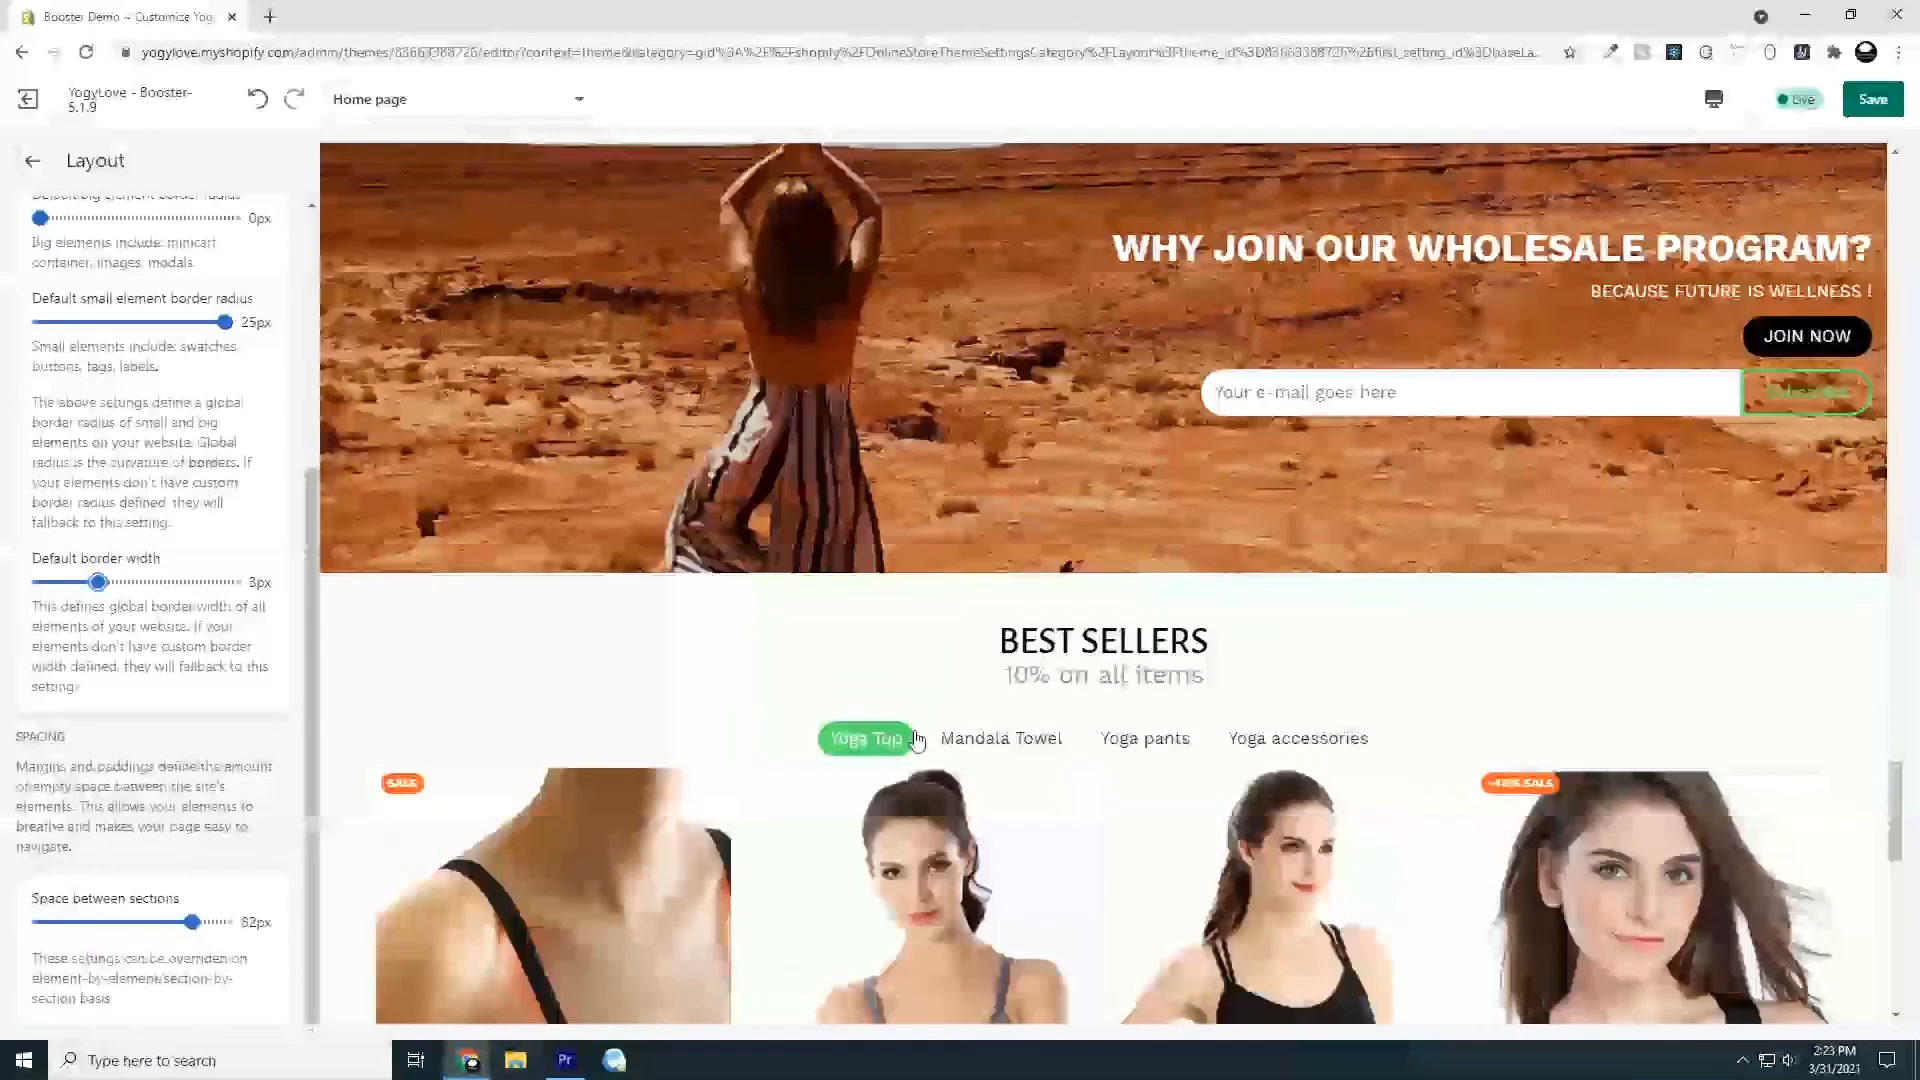 Booster Demo ~ Customize Yog
YogyLove - Booster-
5.1.9
Home page
Live
Save
Layout
Default big element border radius
0px
Big elements include: minicart
container, images, modals.
Default small element border radius
25px
Small elements include: swatches,
buttons, tags, labels.
The above settings define a global
border radius of small and big
elements on your website. Global
radius is the curvature of borders. If
your elements don't have custom
border radius defined, they will
fallback to this setting.
Default border width
3px
This defines global border width of all
elements of your website. If your
elements don't have custom border
width defined, they will fallback to this
setting.
SPACING
Margins and paddings define the amount
of empty space between the site's
elements. This allows your elements to
breathe and makes your page easy to
navigate.
Space between sections
82px
These settings can be overriden on
element-by-element/section-by-
section basis
WHY JOIN OUR WHOLESALE PROGRAM?
BECAUSE FUTURE IS WELLNESS !
JOIN NOW
Your e-mail goes here
Subscribe
BEST SELLERS
10% on all items
Yoga Top
Mandala Towel
Yoga pants
Yoga accessories
SALE
SALE
Type here to search
Pr
2:23 PM
3/31/2021